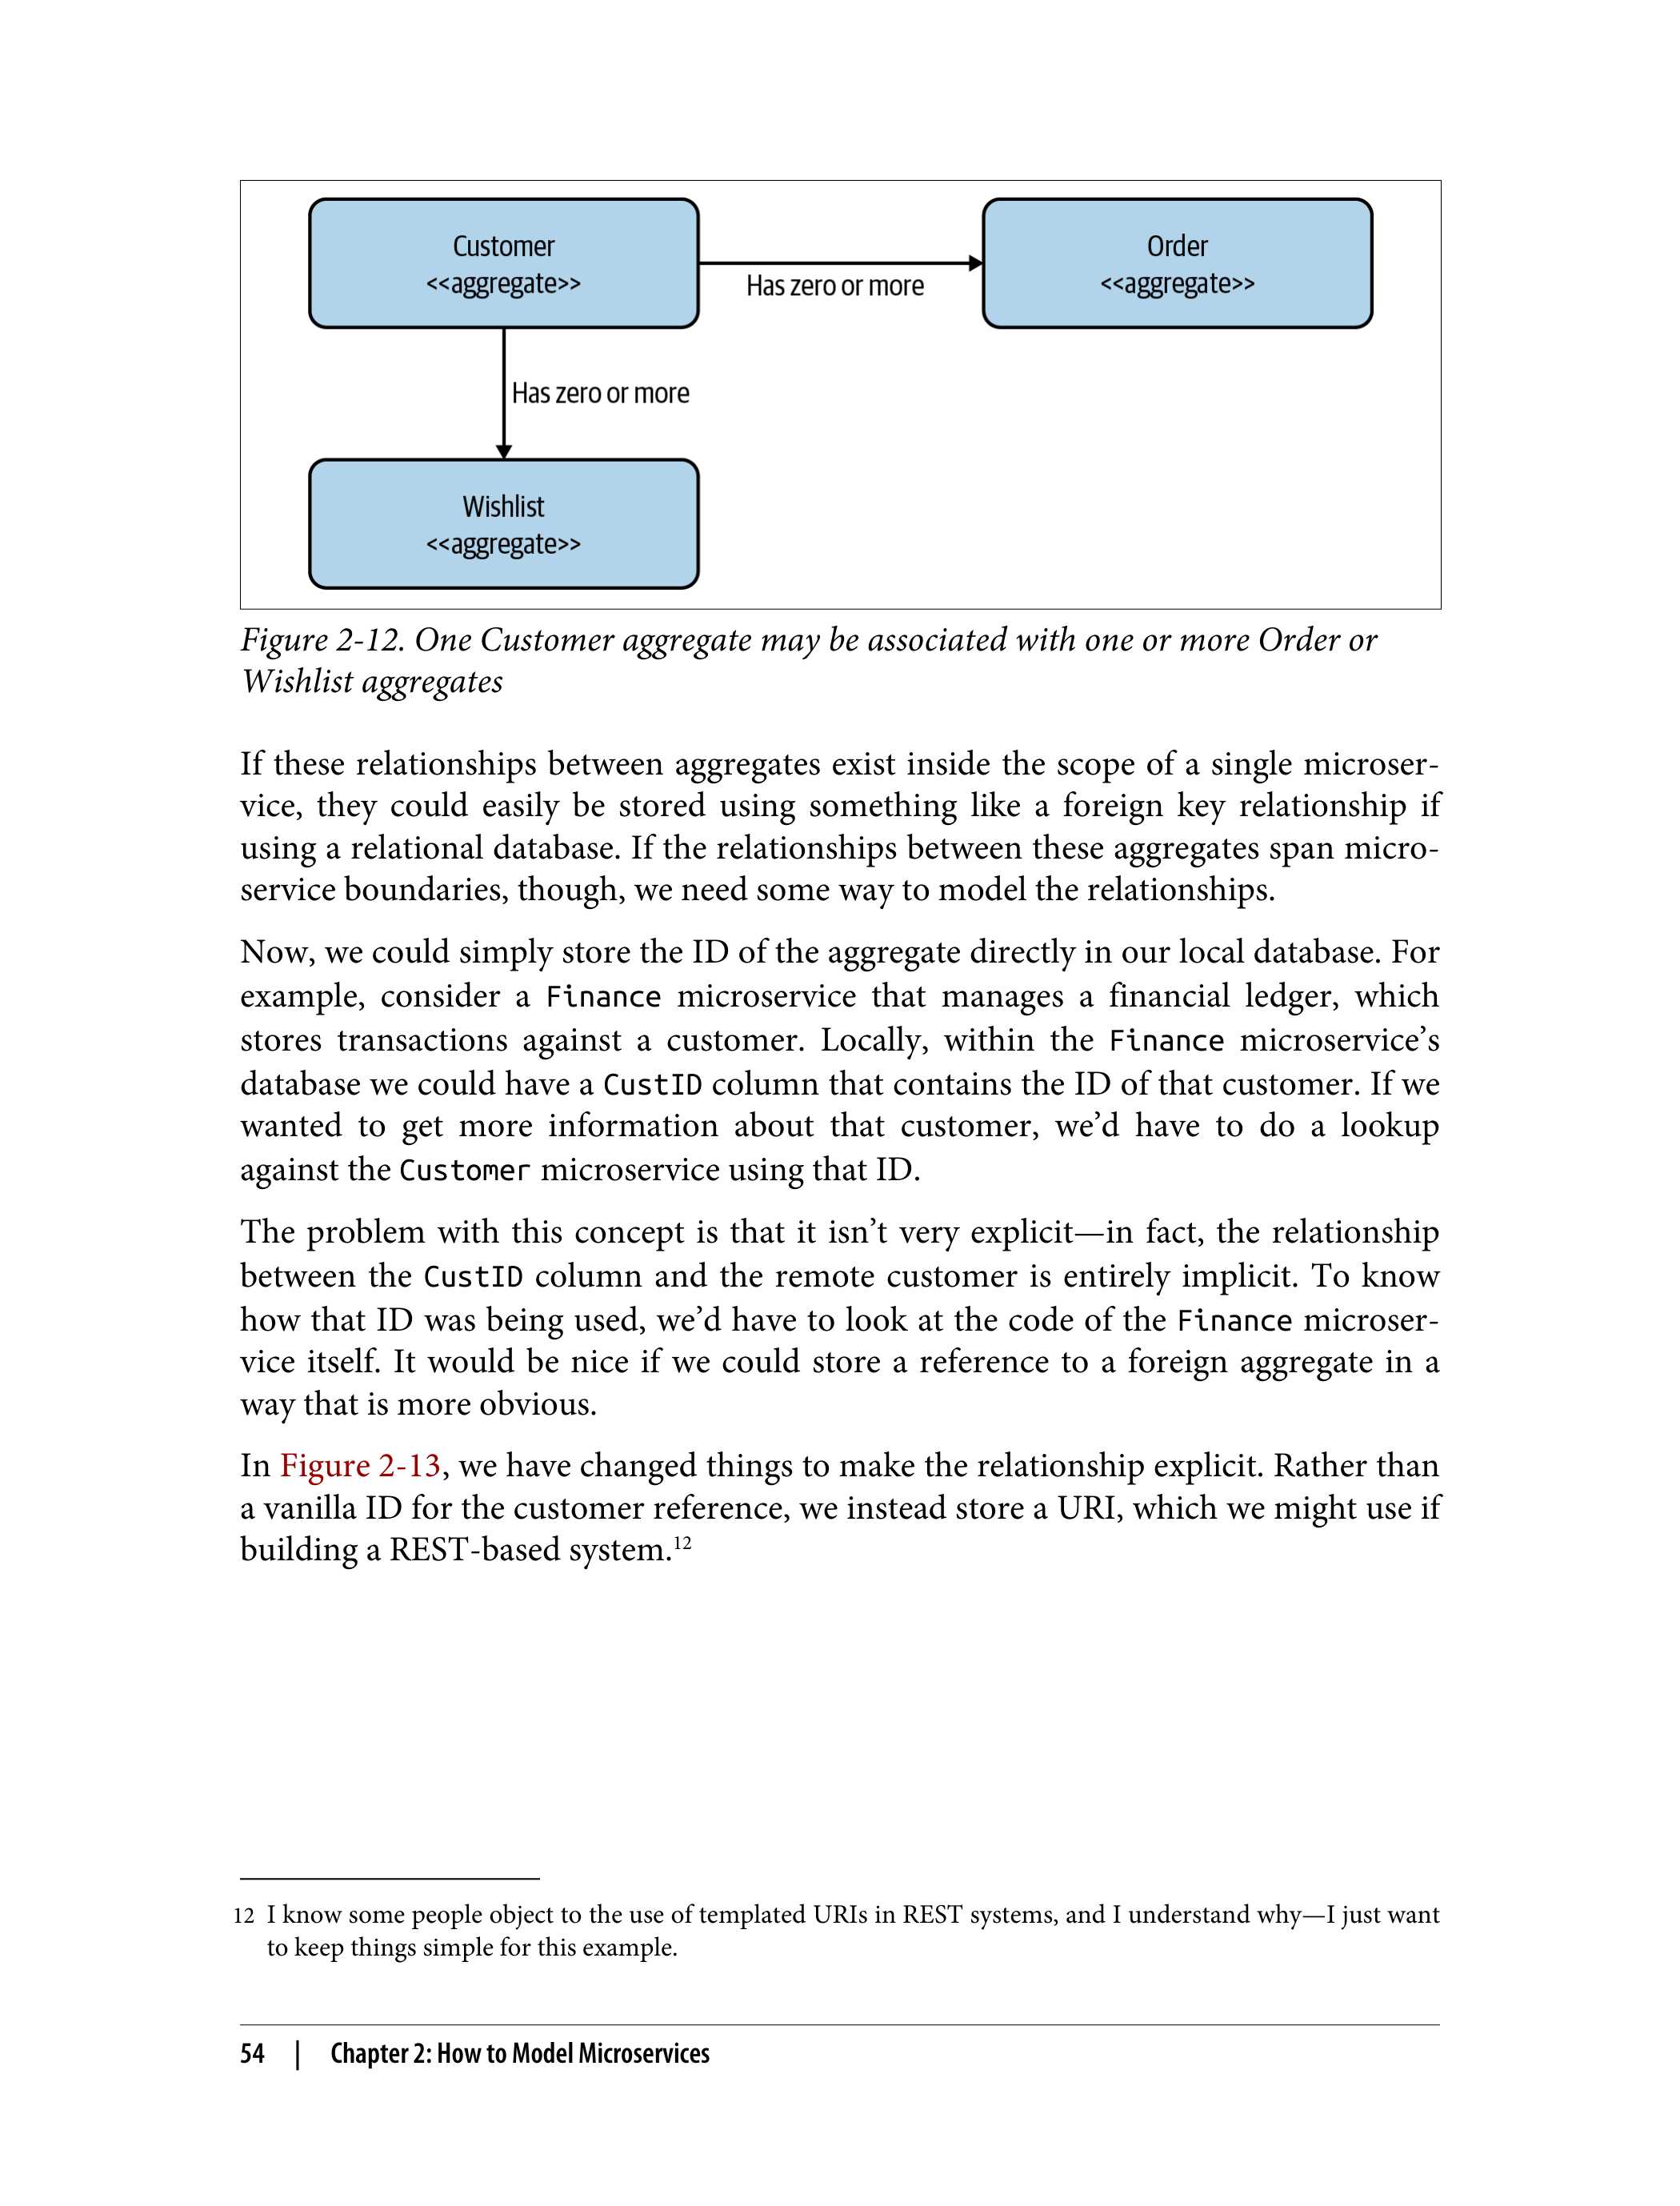 Customer
<<aggregate>>
Order
<<aggregate>>
Has zero or more
Has zero or more
Wishlist
<<aggregate>>
Figure 2-12. One Customer aggregate may be associated with one or more Order or
Wishlist aggregates
If these relationships between aggregates exist inside the scope of a single microser-
vice, they could easily be stored using something like a foreign key relationship if
using a relational database. If the relationships between these aggregates span micro-
service boundaries, though, we need some way to model the relationships.
Now, we could simply store the ID of the aggregate directly in our local database. For
example, consider a Finance microservice that manages a financial ledger, which
stores transactions against a customer. Locally, within the Finance microservice’s
database we could have a CustID column that contains the ID of that customer. If we
wanted to get more information about that customer, we’d have to do a lookup
against the Customer microservice using that ID.
The problem with this concept is that it isn’t very explicit—in fact, the relationship
between the CustID column and the remote customer is entirely implicit. To know
how that ID was being used, we’d have to look at the code of the Finance microser-
vice itself. It would be nice if we could store a reference to a foreign aggregate in a
way that is more obvious.
In Figure 2-13, we have changed things to make the relationship explicit. Rather than
a vanilla ID for the customer reference, we instead store a URI, which we might use if
building a REST-based system.12
12 I know some people object to the use of templated URIs in REST systems, and I understand why—I just want
to keep things simple for this example.
54 | Chapter 2: How to Model Microservices